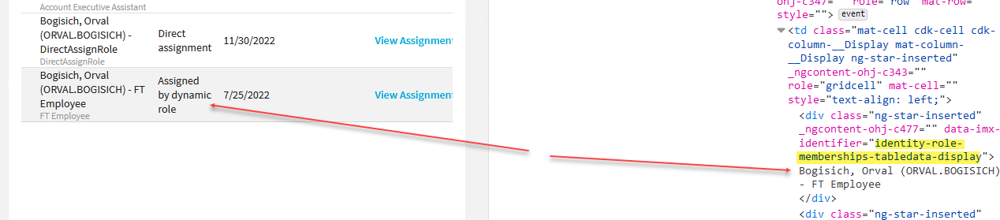 Account Executive Assistant
Bogisich, Orval
(ORVAL.BOGISICH) -
DirectAssignRole
DirectAssignRole
Direct
assignment
11/30/2022
View Assignment
Bogisich, Orval
(ORVAL.BOGISICH) - FT
Employee
FT Employee
Assigned
by dynamic
role
7/25/2022
View Assignment
ohj-c347="" role="row" mat-row=""
style=""> event
<td class="mat-cell cdk-cell cdk-
column-__Display mat-column-
__Display ng-star-inserted"
_ngcontent-ohj-c343=""
role="gridcell" mat-cell=""
style="text-align: left;">
<div class="ng-star-inserted"
_ngcontent-ohj-c477="" data-imx-
identifier="identity-role-
memberships-tabledata-display">
Bogisich, Orval (ORVAL.BOGISICH)
- FT Employee
</div>
<div class="ng-star-inserted"